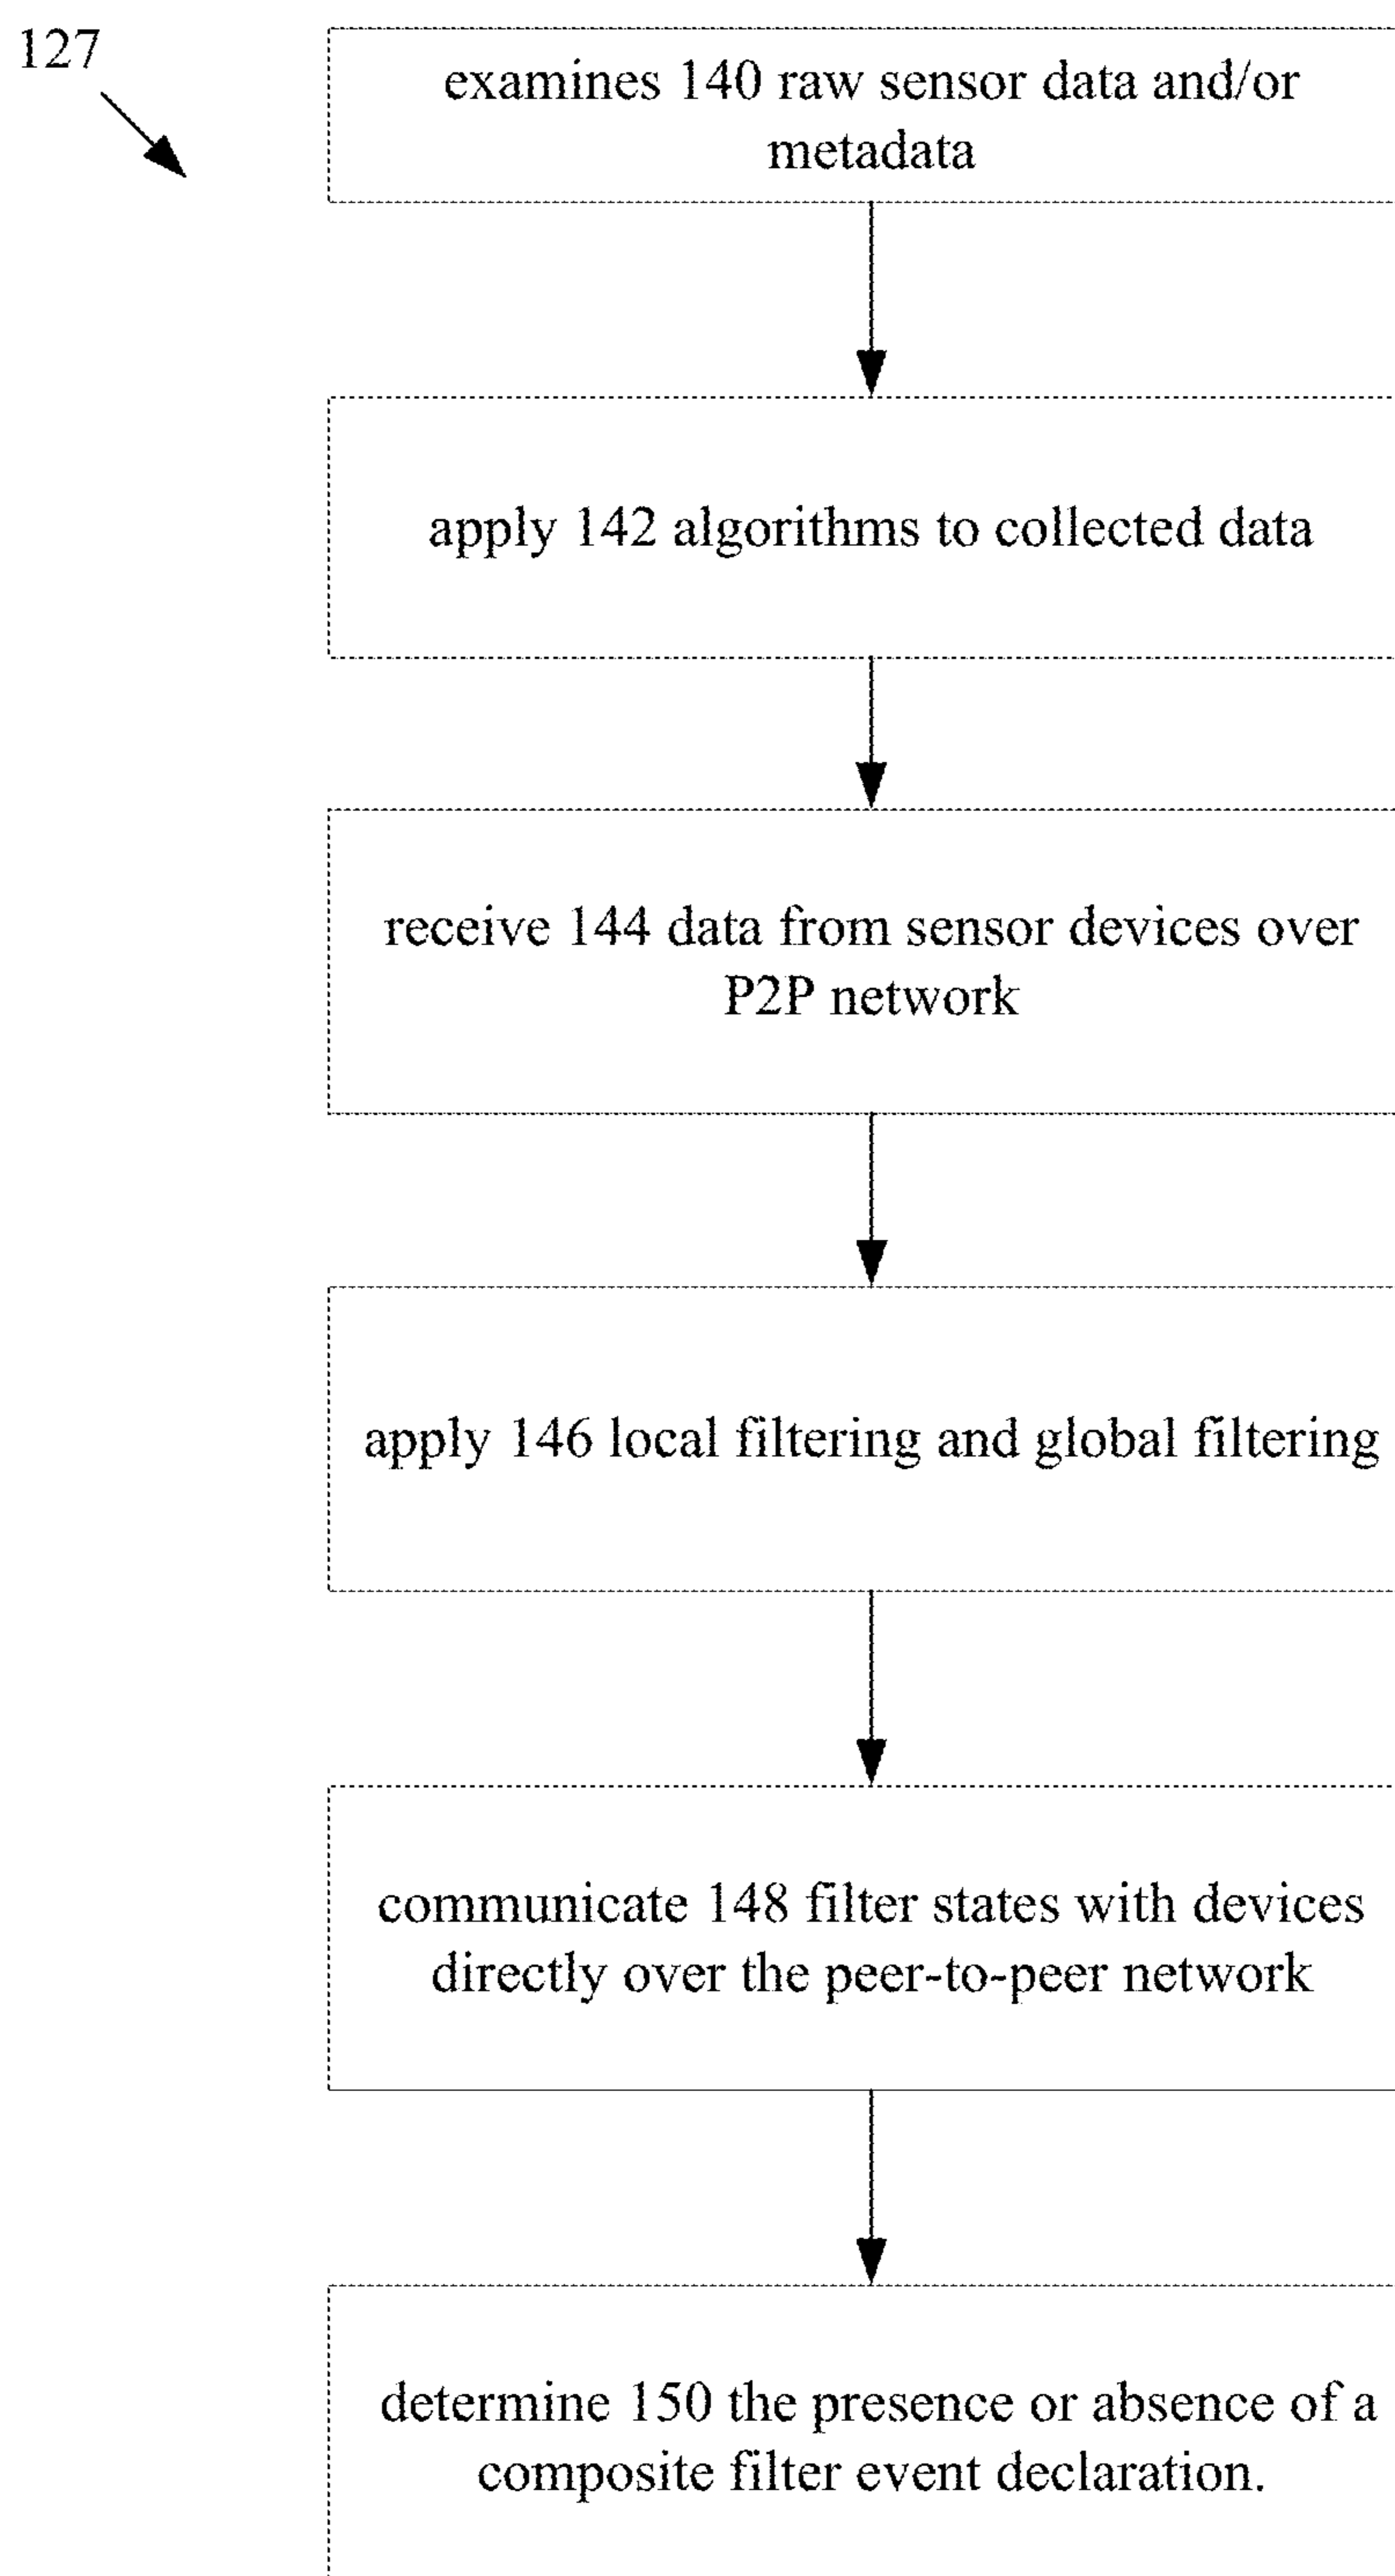 127
examines 140 raw sensor data and/or
metadata
apply 142 algorithms to collected data
receive 144 data from sensor devices over
P2P network
apply 146 local filtering and global filtering
communicate 148 filter states with devices
directly over the peer-to-peer network
determine 150 the presence or absence of a
composite filter event declaration.